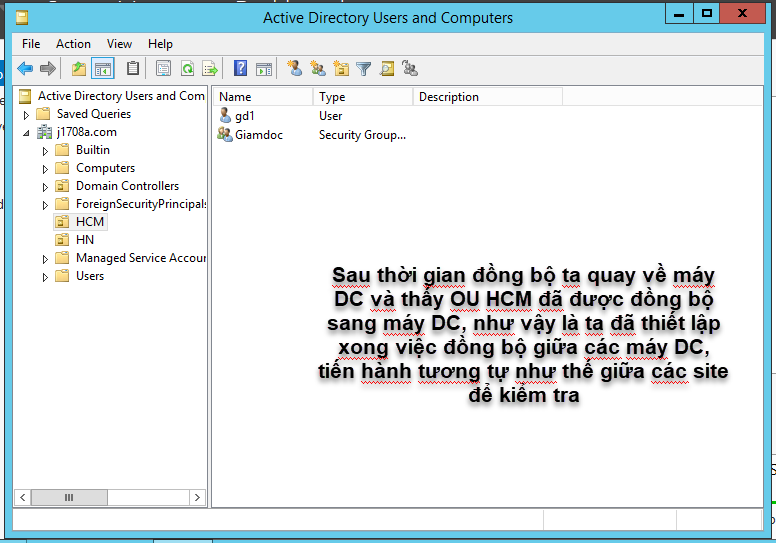 Active Directory Users and Computers
File Action View Help
Active Directory Users and Com
Saved Queries
j1708a.com
Builtin
Computers
Domain Controllers
ForeignSecurityPrincipals
HCM
HN
Managed Service Accour
Users
Name Type Description
gd1 User
Giamdoc Security Group...
Sau thời gian đồng bộ ta quay về máy
DC và thấy OU HCM đã được đồng bộ
sang máy DC, như vậy là ta đã thiết lập
xong việc đồng bộ giữa các máy DC,
tiến hành tương tự như thế giữa các site
để kiểm tra